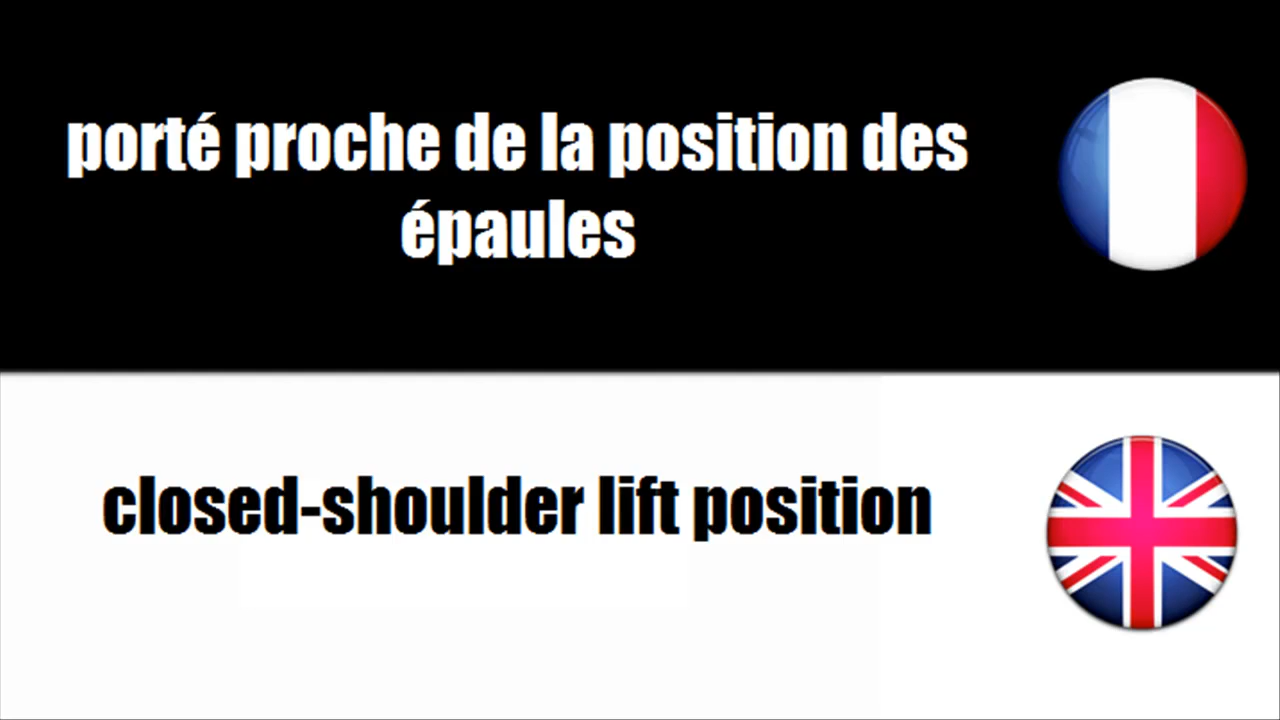 porté proche de la position des
épaules
closed-shoulder lift position